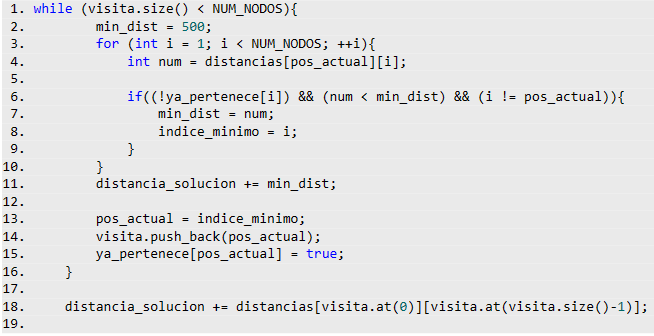 1. while (visita.size() < NUM_NODOS){
2.         min_dist = 500;
3.         for (int i = 1; i < NUM_NODOS; ++i){
4.             int num = distancias[pos_actual][i];
5.
6.             if((!ya_pertenece[i]) && (num < min_dist) && (i != pos_actual)){
7.                 min_dist = num;
8.                 indice_minimo = i;
9.             }
10.         }
11.         distancia_solucion += min_dist;
12.
13.         pos_actual = indice_minimo;
14.         visita.push_back(pos_actual);
15.         ya_pertenece[pos_actual] = true;
16.     }
17.
18.     distancia_solucion += distancias[visita.at(0)][visita.at(visita.size()-1)];
19.